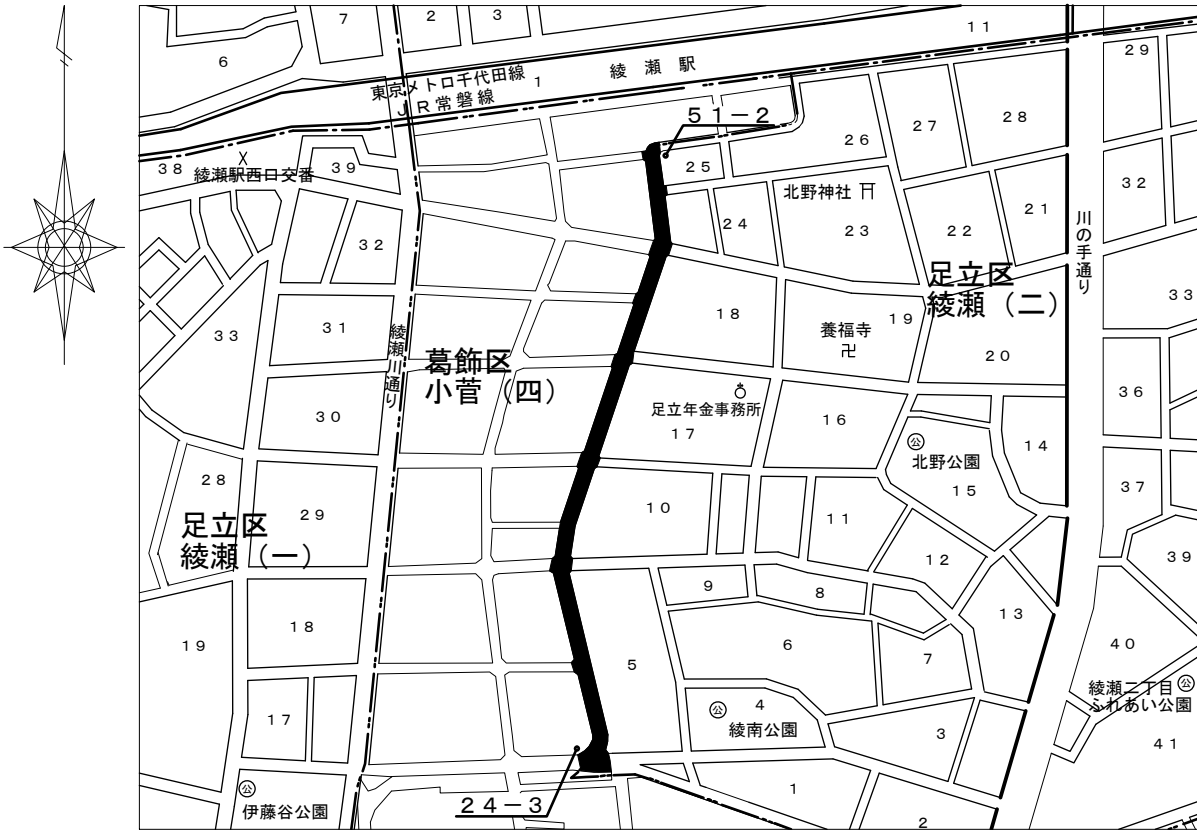 7
2
3
11
6
29
綾瀬駅
東京メトロ千代田線
1
JR常磐線
51-2
28
27
26
38
X
綾瀬駅西口交番
39
25
32
北野神社
21
24
23
22
32
川の手通り
足立区
綾瀬(二)
33
31
33
18
19
養福寺
卍
20
綾瀬川通り
葛飾区
小菅(四)
足立年金事務所
17
16
36
30
14
公
北野公園
15
28
37
10
11
29
足立区
綾瀬(一)
12
39
9
8
13
18
19
6
40
5
7
綾瀬二丁目
ふれあい公園
公
4
公
綾南公園
17
3
41
24-3
1
公
伊藤谷公園
2